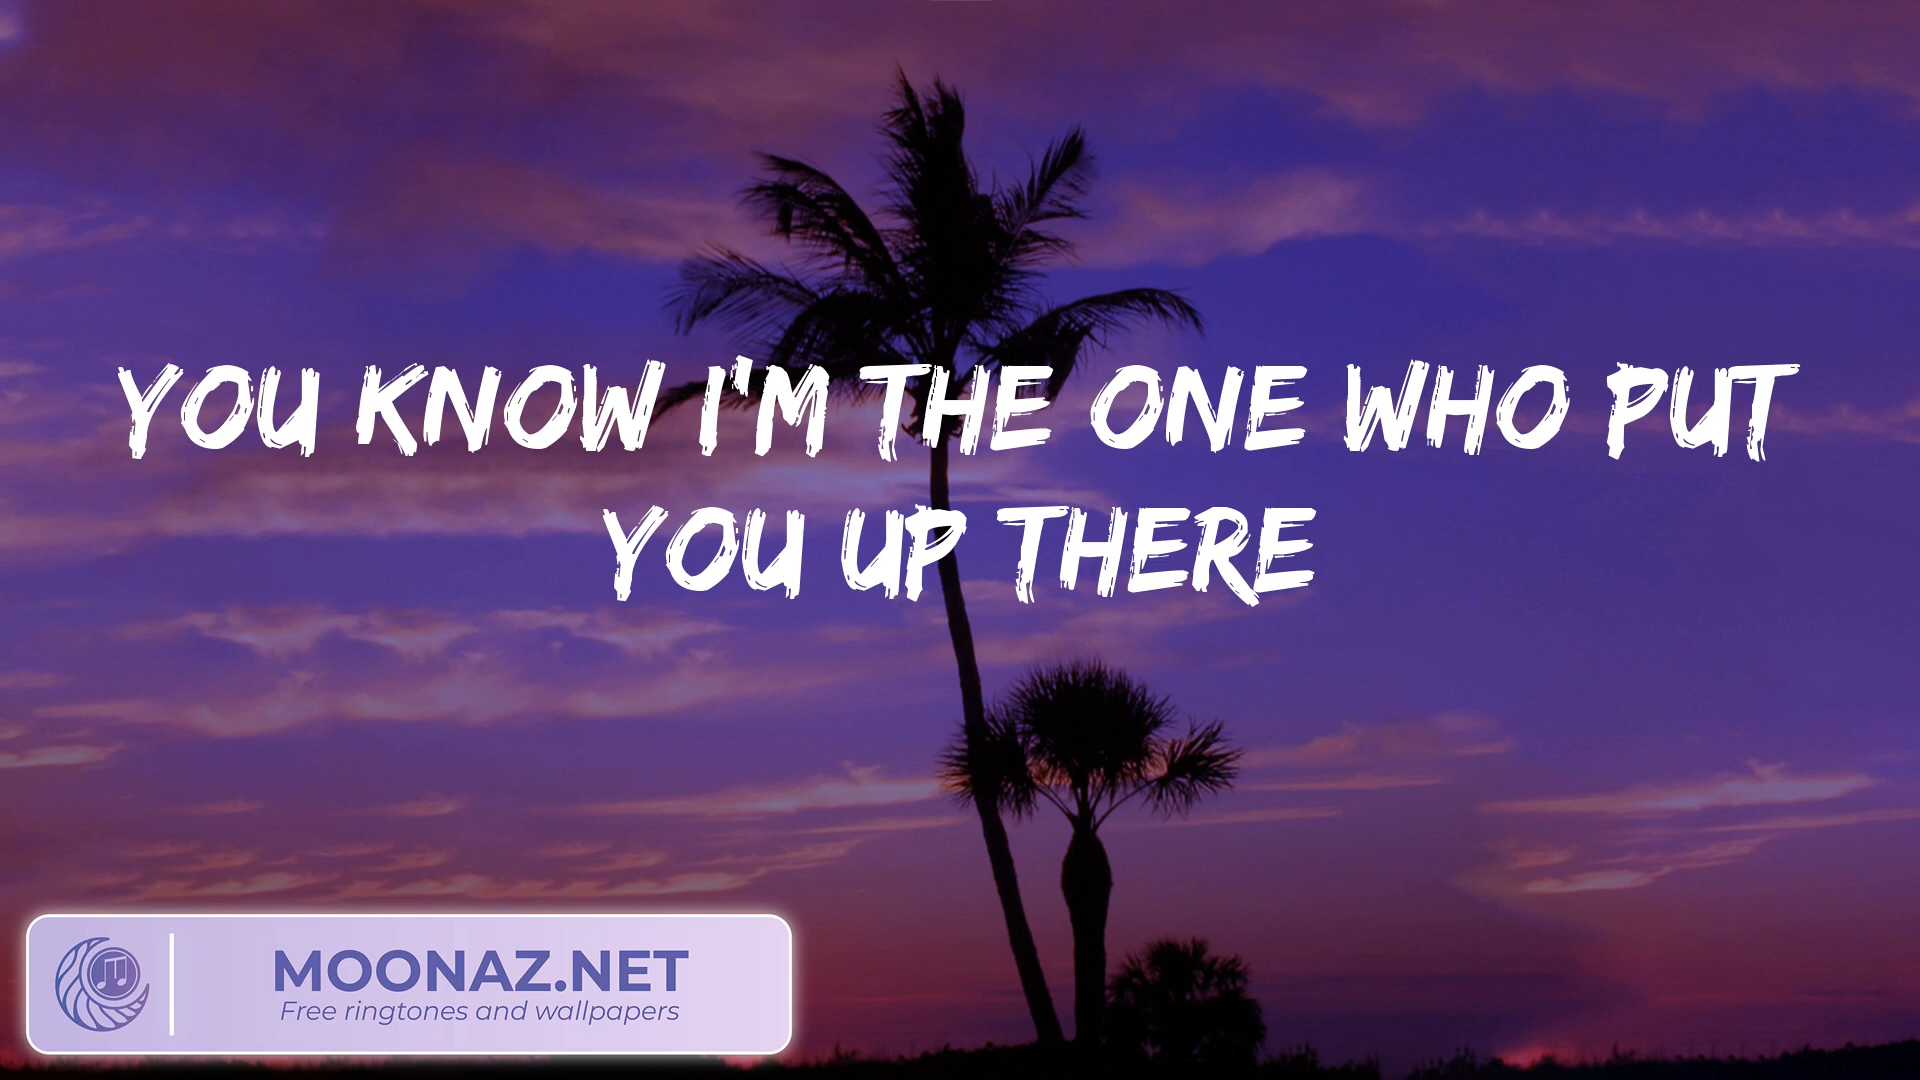 YOU KNOW I'M THE ONE WHO PUT
YOU UP THERE
MOONAZ.NET
Free ringtones and wallpapers